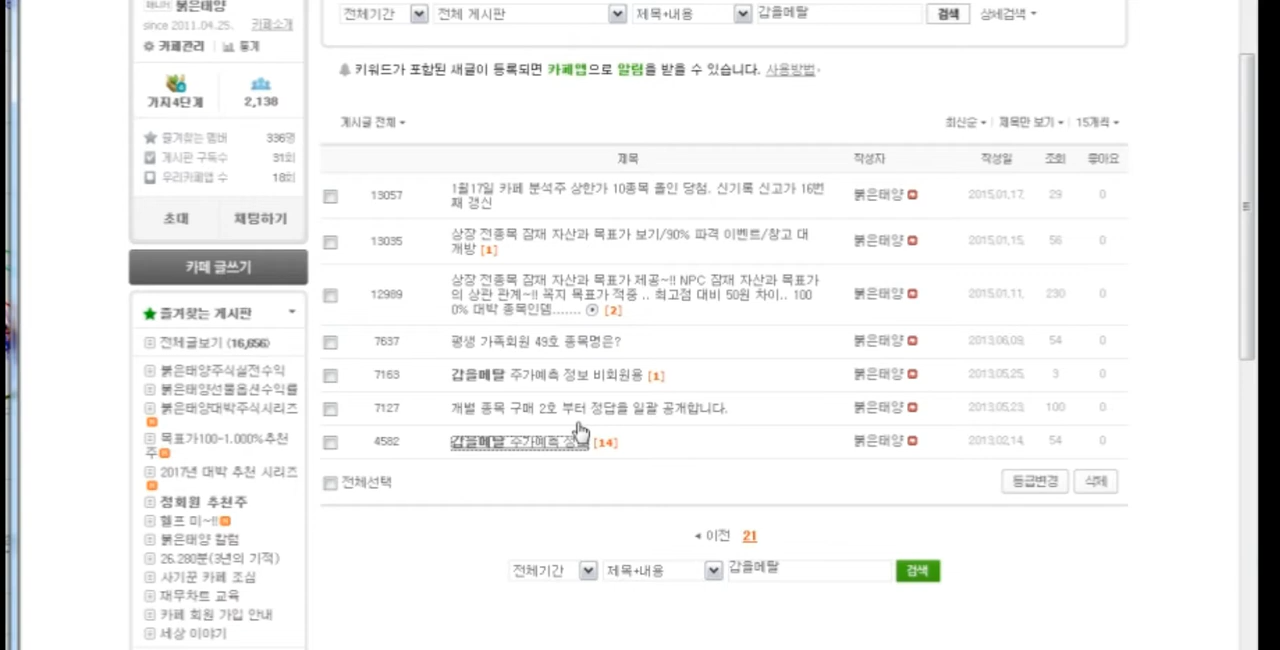 매니저 붉은태양
since 2011.04.25. 카페소개
카페관리 통계
가지4단계 2,138
즐겨찾는 멤버 336명
게시판 구독수 31회
우리카페앱 수 18회
초대 채팅하기
카페 글쓰기
즐겨찾는 게시판
전체글보기 (16,656)
붉은태양주식실전수익
붉은태양선물옵션수익률
붉은태양대박주식시리즈
목표가100-1,000%추천
주
2017년 대박 추천 시리즈
정회원 추천주
헬프 미~!!
붉은태양 칼럼
26,280분(3년의 기적)
사기꾼 카페 조심
재무차트 교육
카페 회원 가입 안내
세상 이야기
전체기간 전체 게시판 제목+내용 갑을메탈 검색 상세검색
키워드가 포함된 새글이 등록되면 카페앱으로 알림을 받을 수 있습니다. 사용방법
게시글 전체 최신순 제목만 보기 15개씩
제목 작성자 작성일 조회 좋아요
13057 1월17일 카페 분석주 상한가 10종목 올인 당첨. 신기록 신고가 16번
째 갱신 붉은태양 2015.01.17. 29 0
13035 상장 전종목 잠재 자산과 목표가 보기/90% 파격 이벤트/창고 대
개방 [1] 붉은태양 2015.01.15. 56 0
12989 상장 전종목 잠재 자산과 목표가 제공~!! NPC 잠재 자산과 목표가
의 상관 관계~!! 목지 목표가 적중 .. 최고점 대비 50원 차이.. 100
0% 대박 종목인뎀....... [2] 붉은태양 2015.01.11. 230 0
7637 평생 가족회원 49호 종목명은? 붉은태양 2013.06.09. 54 0
7163 갑을메탈 주가예측 정보 비회원용 [1] 붉은태양 2013.05.25. 3 0
7127 개별 종목 구매 2호 부터 정답을 일괄 공개합니다. 붉은태양 2013.05.23. 100 0
4582 갑을메탈 주가예측 정보 [14] 붉은태양 2013.02.14. 54 0
전체선택 등급변경 삭제
이전 21
전체기간 제목+내용 갑을메탈 검색